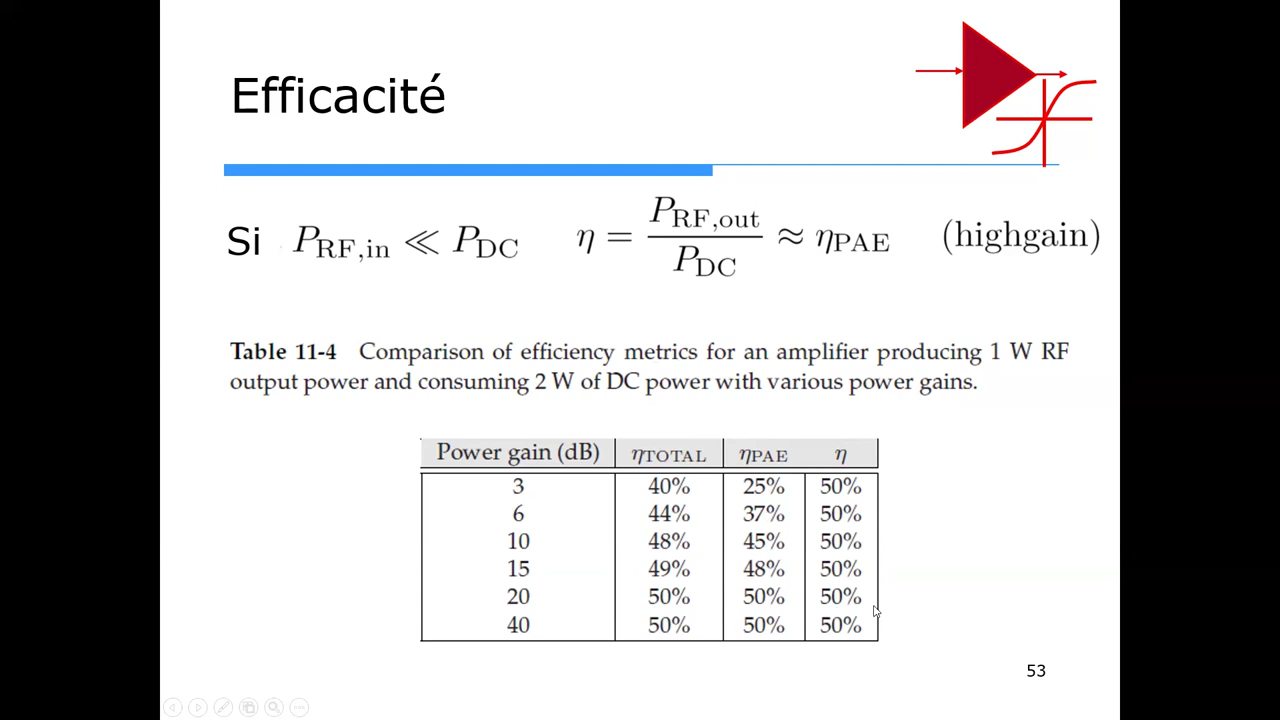 Efficacité
Si P_RF,in ≪ P_DC η = P_RF,out / P_DC ≈ η_PAE (highgain)
Table 11-4 Comparison of efficiency metrics for an amplifier producing 1 W RF
output power and consuming 2 W of DC power with various power gains.
Power gain (dB) η_TOTAL η_PAE η
3 40% 25% 50%
6 44% 37% 50%
10 48% 45% 50%
15 49% 48% 50%
20 50% 50% 50%
40 50% 50% 50%
53